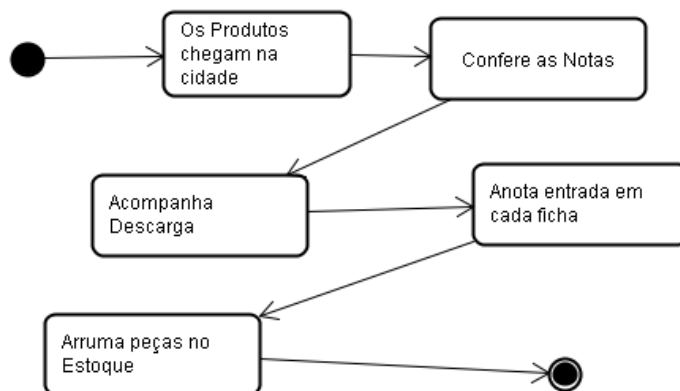 Os Produtos
chegam na
cidade
Confere as Notas
Acompanha
Descarga
Anota entrada em
cada ficha
Arruma peças no
Estoque